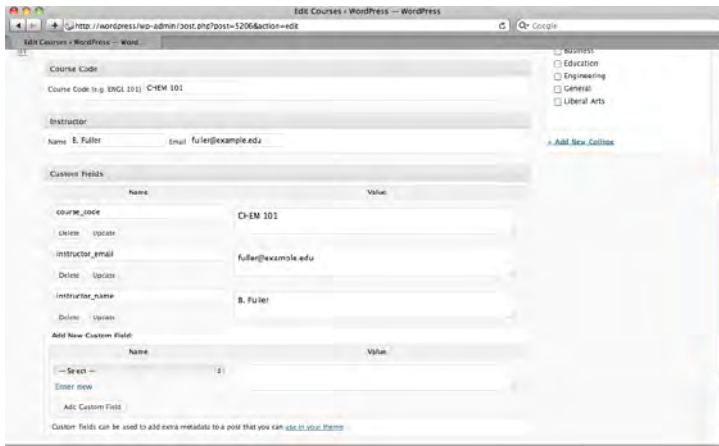 Edit Courses ‹ WordPress — WordPress
http://wordpress/wp-admin/post.php?post=5206&action=edit
Google
Edit Courses ‹ WordPress — Word...
Business
Education
Engineering
General
Liberal Arts
+ Add New College
Course Code
Course Code (e.g. ENGL 101) CHEM 101
Instructor
Name B. Fuller Email fuller@example.edu
Custom Fields
Name Value
course_code CHEM 101
Delete Update
instructor_email fuller@example.edu
Delete Update
instructor_name B. Fuller
Delete Update
Add New Custom Field:
Name Value
— Select —
Enter new
Add Custom Field
Custom fields can be used to add extra metadata to a post that you can use in your theme.